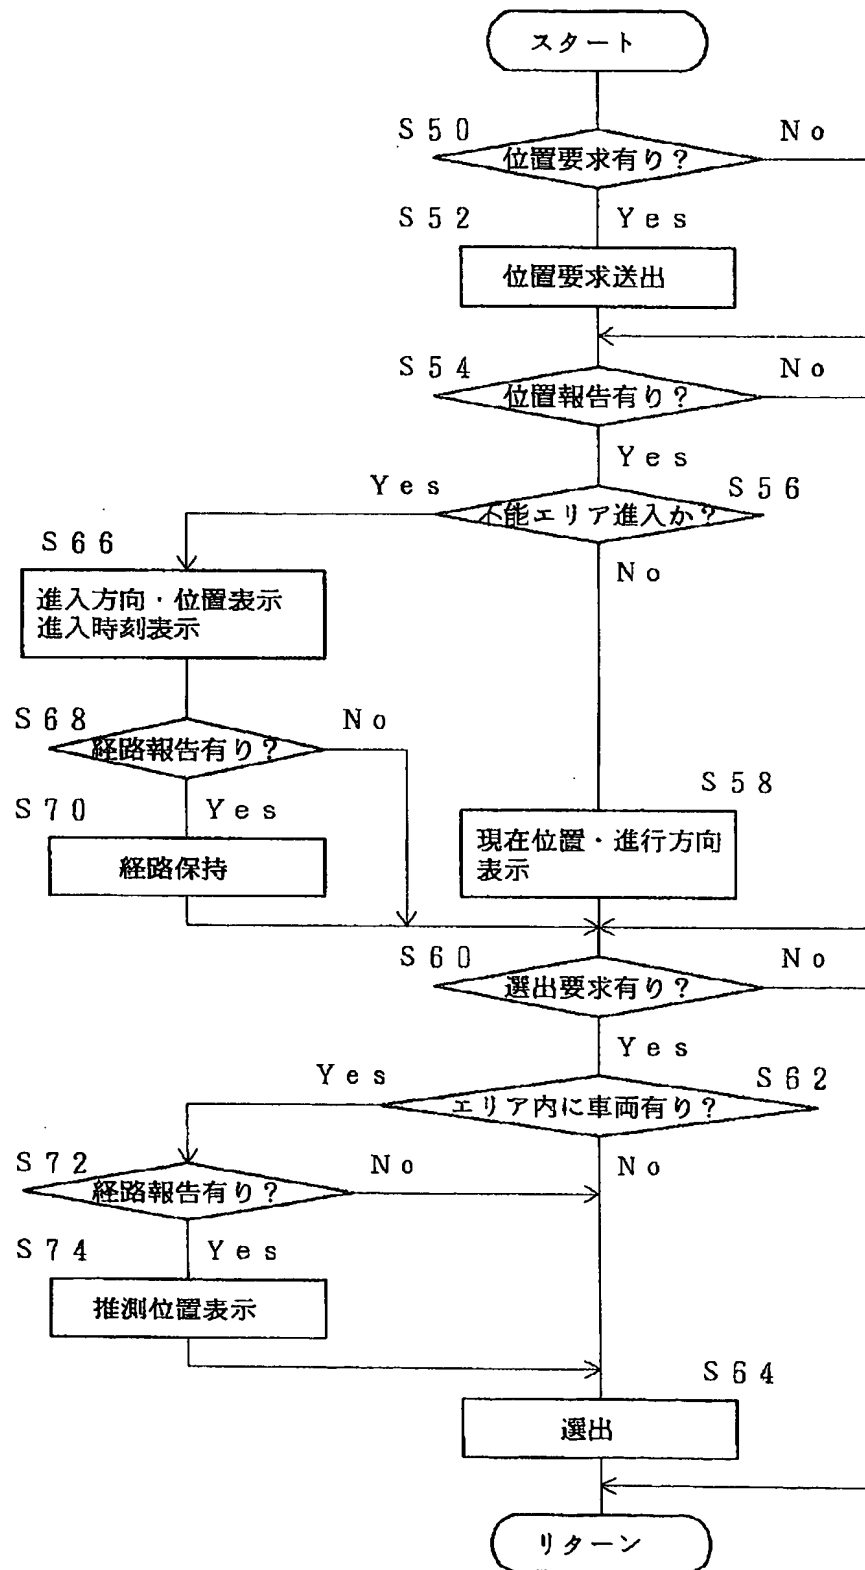 スタート
S50
No
位置要求有り？
S52
Yes
位置要求送出
S54
No
位置報告有り？
Yes
Yes
S56
不能エリア進入か？
S66
No
進入方向・位置表示
進入時刻表示
S68
No
経路報告有り？
S70
Yes
S58
経路保持
現在位置・進行方向
表示
S60
No
選出要求有り？
Yes
Yes
S62
エリア内に車両有り？
S72
No
No
経路報告有り？
S74
Yes
推測位置表示
S64
選出
リターン